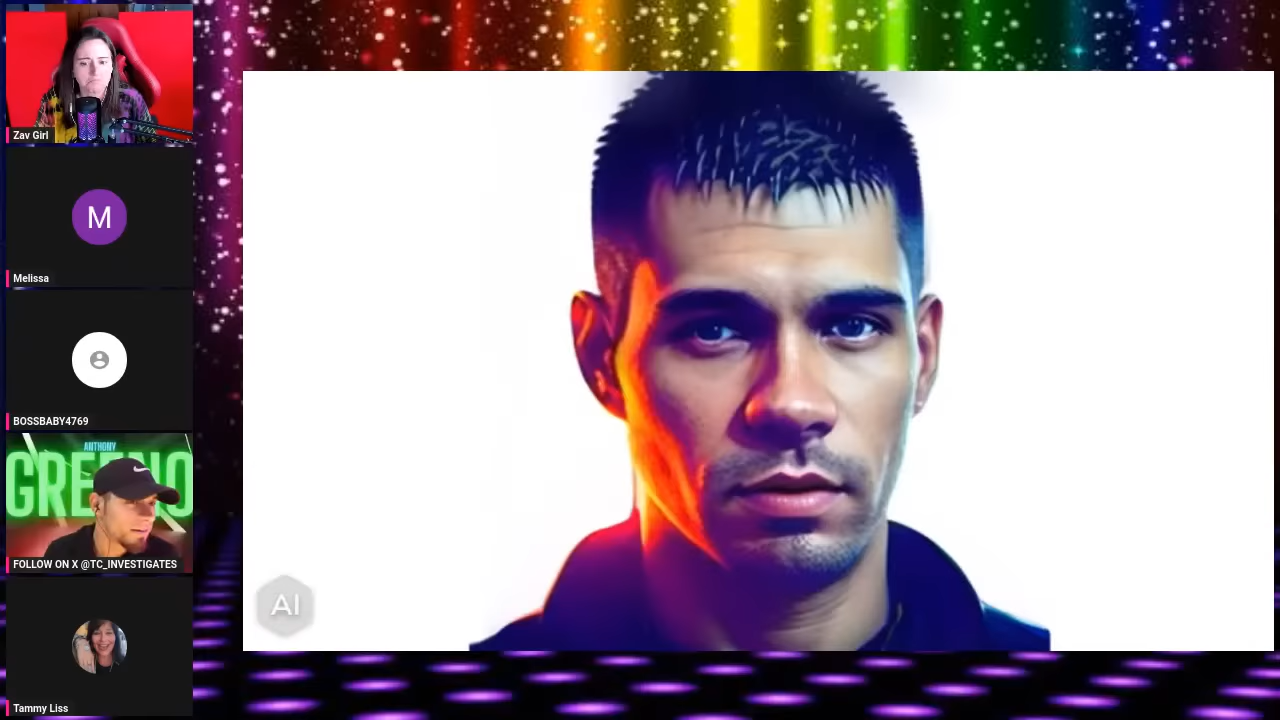 Zav Girl
M
Melissa
BOSSBABY4769
ANTHONY
GREENO
FOLLOW ON X @TC_INVESTIGATES
Tammy Liss
AI